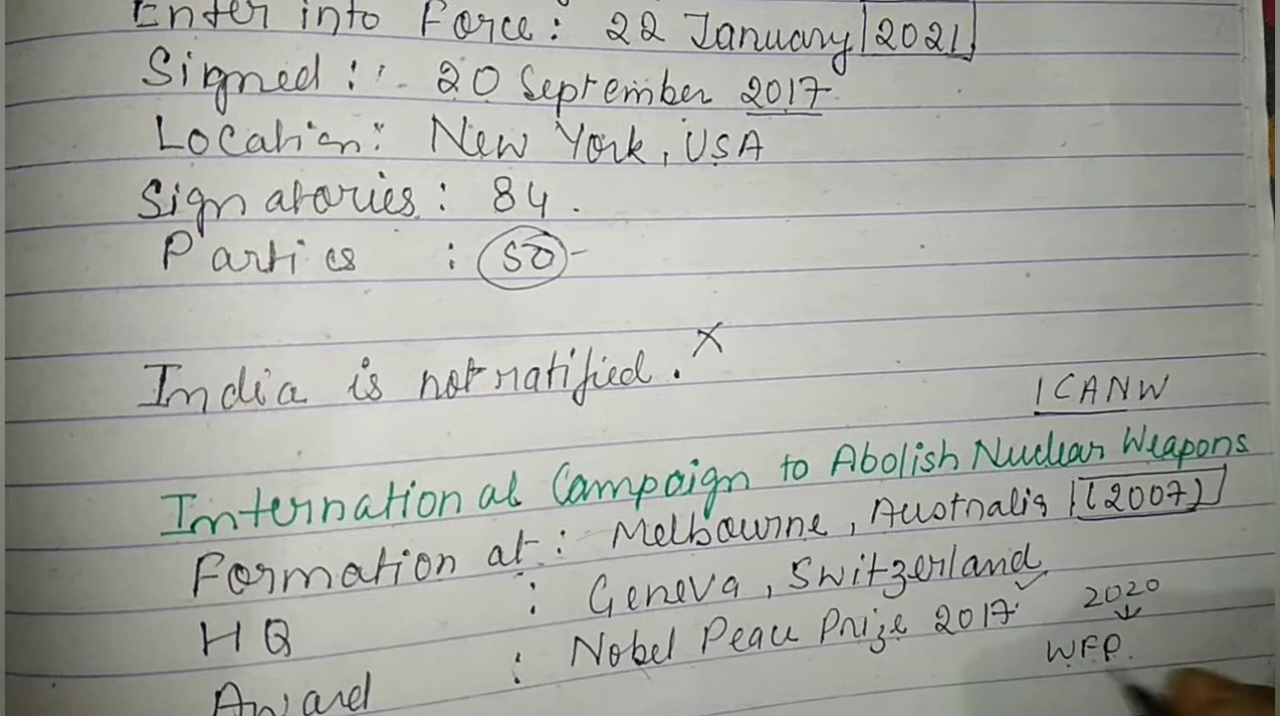 Enter into Force: 22 January 2021
Signed :- 20 September 2017
Location: New York, USA
Signatories: 84.
Parties : 50-
India is not ratified. X
ICANW
International Campaign to Abolish Nuclear Weapons
Formation at: Melbourne, Australia (2007)
HQ : Geneva, Switzerland
Award : Nobel Peace Prize 2017
2020
WFP.